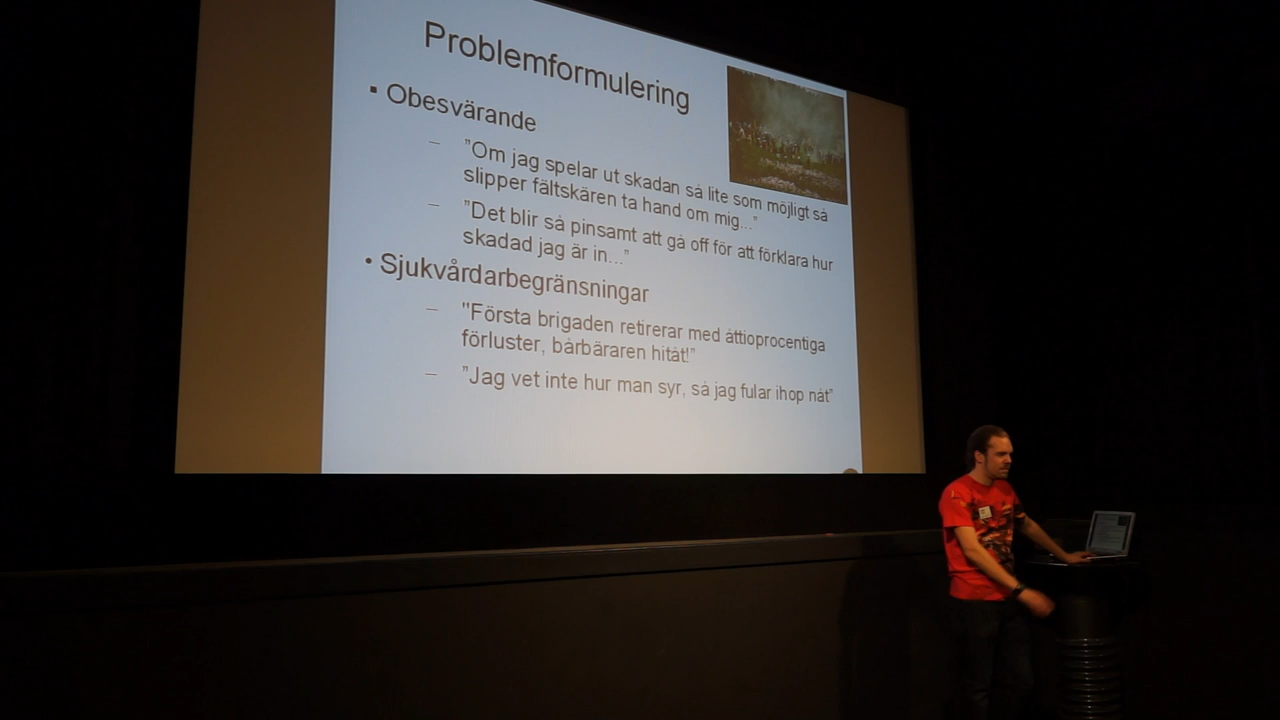 Problemformulering
▪ Obesvärande
– "Om jag spelar ut skadan så lite som möjligt så
slipper fältskären ta hand om mig..."
– "Det blir så pinsamt att gå off för att förklara hur
skadad jag är in..."
• Sjukvårdarbegränsningar
– "Första brigaden retirerar med åttioprocentiga
förluster, bårbäraren hitåt!"
– "Jag vet inte hur man syr, så jag fular ihop nåt"